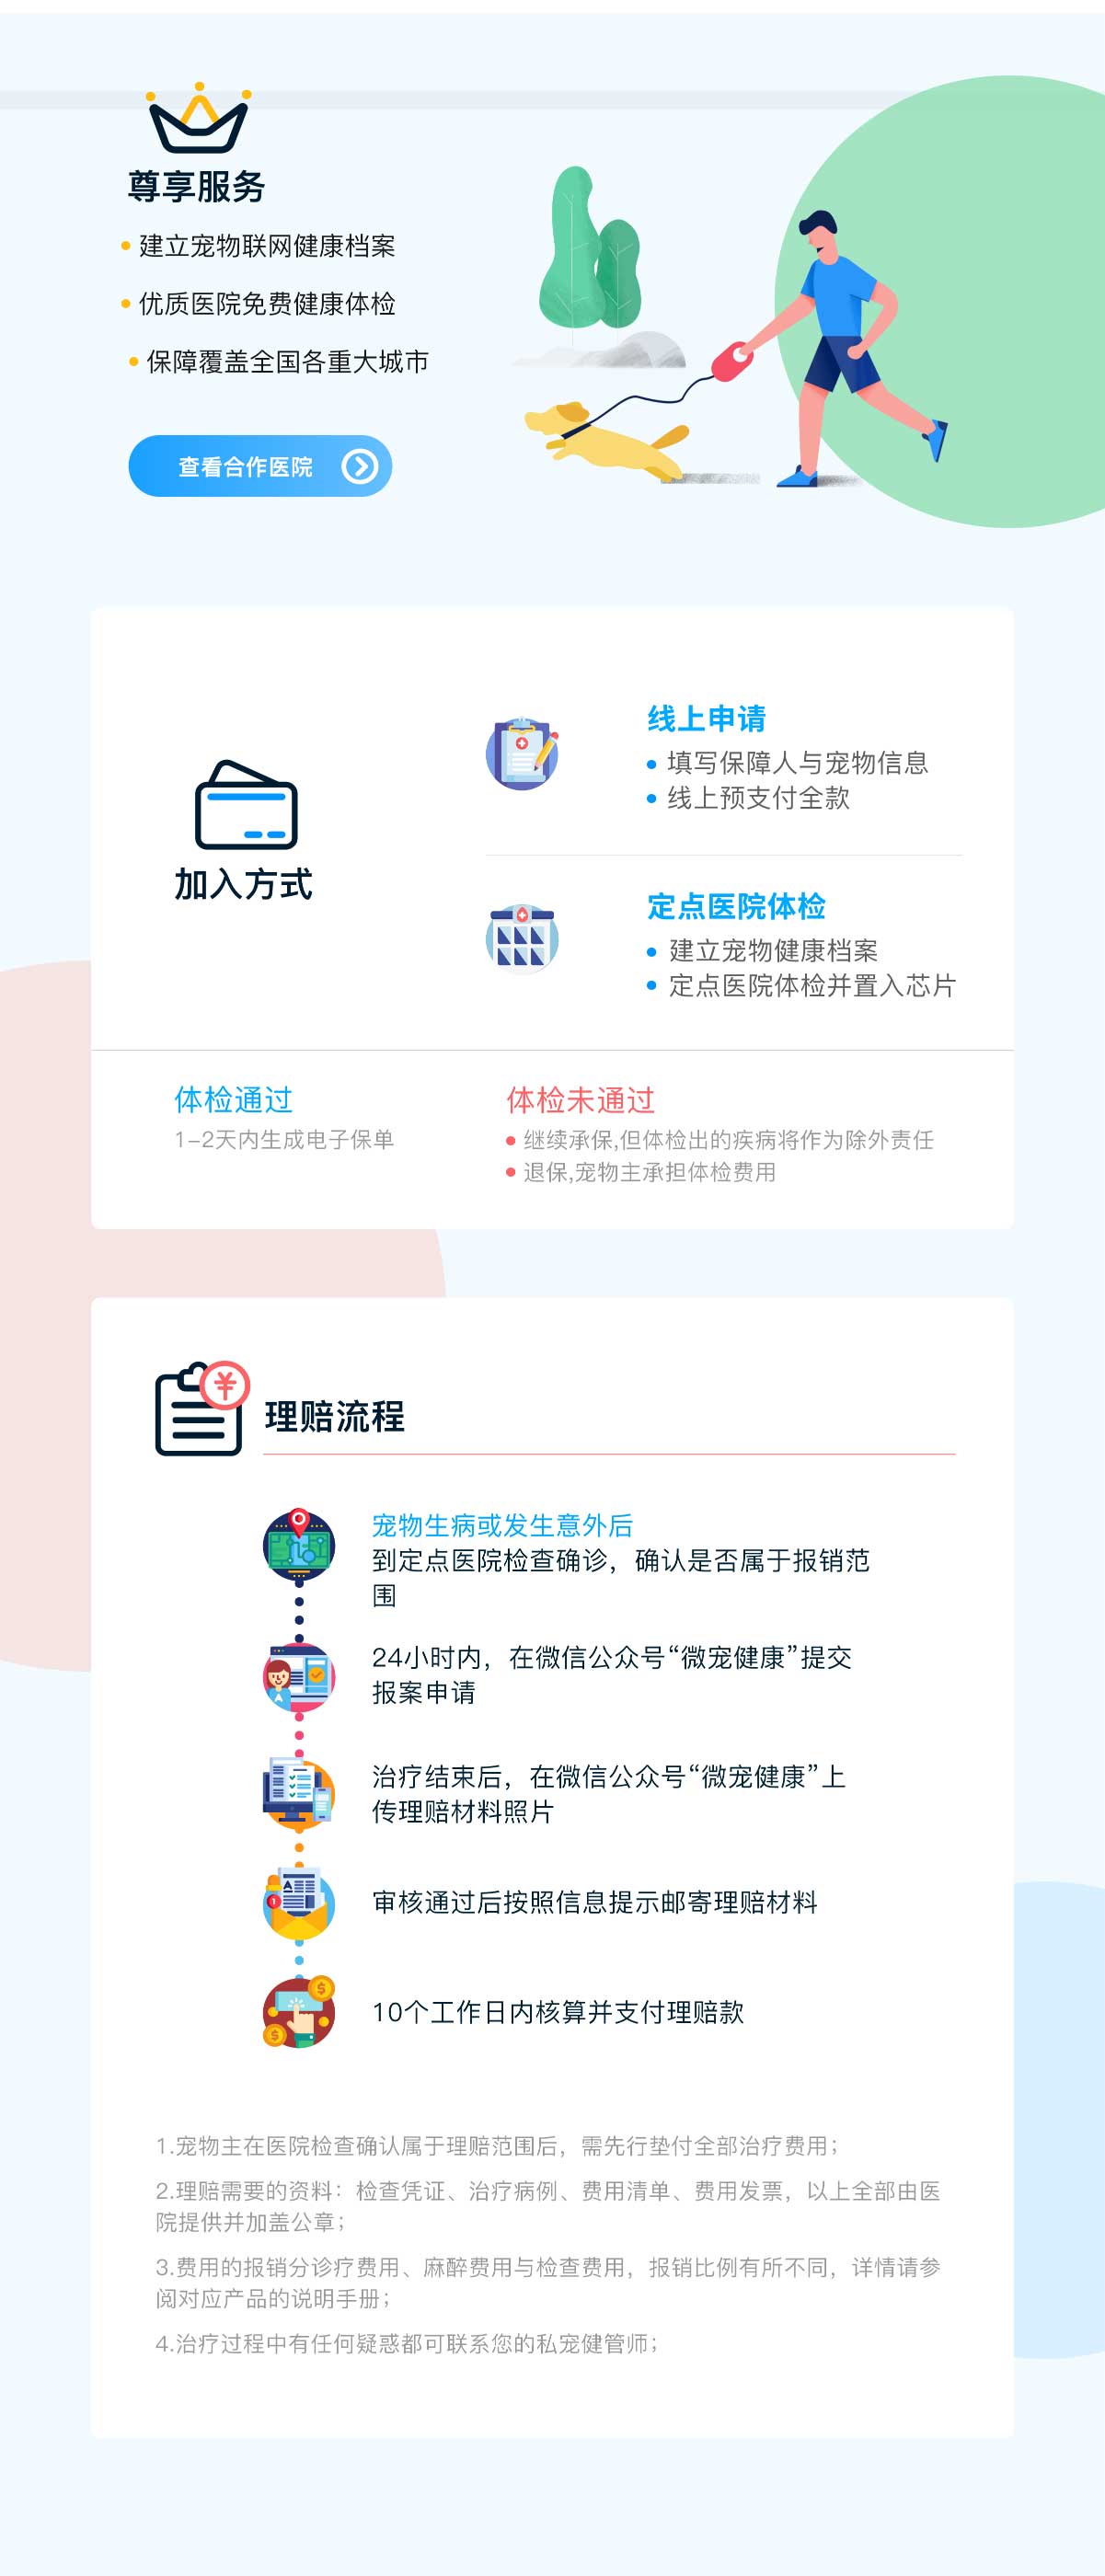 尊享服务
建立宠物联网健康档案
优质医院免费健康体检
保障覆盖全国各重大城市
查看合作医院
加入方式
线上申请
填写保障人与宠物信息
线上预支付全款
定点医院体检
建立宠物健康档案
定点医院体检并置入芯片
体检通过
1-2天内生成电子保单
体检未通过
继续承保,但体检出的疾病将作为除外责任
退保,宠物主承担体检费用
理赔流程
宠物生病或发生意外后
到定点医院检查确诊，确认是否属于报销范
围
24小时内，在微信公众号“微宠健康”提交
报案申请
治疗结束后，在微信公众号“微宠健康”上
传理赔材料照片
审核通过后按照信息提示邮寄理赔材料
10个工作日内核算并支付理赔款
1.宠物主在医院检查确认属于理赔范围后，需先行垫付全部治疗费用；
2.理赔需要的资料：检查凭证、治疗病例、费用清单、费用发票，以上全部由医
院提供并加盖公章；
3.费用的报销分诊疗费用、麻醉费用与检查费用，报销比例有所不同，详情请参
阅对应产品的说明手册；
4.治疗过程中有任何疑惑都可联系您的私宠健管师；